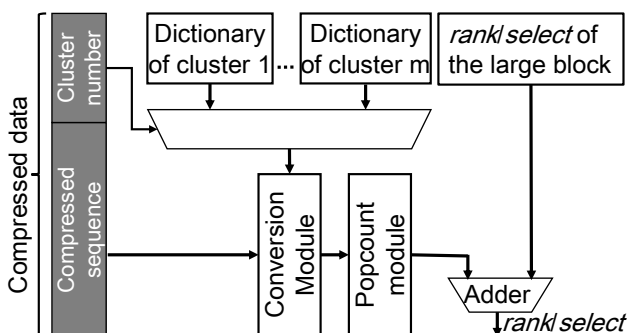 Compressed data
Cluster
number
Compressed
sequence
Dictionary
of cluster 1
...
Dictionary
of cluster m
rank/select of
the large block
Conversion
Module
Popcount
module
Adder
rank/select